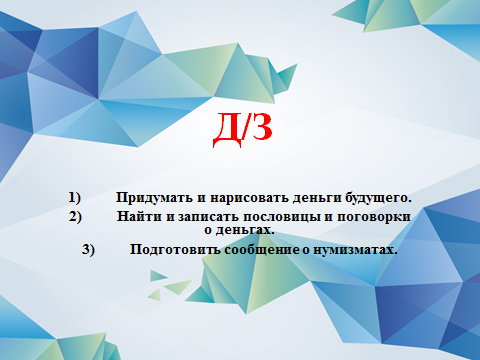 Д/З
1) Придумать и нарисовать деньги будущего.
2) Найти и записать пословицы и поговорки
о деньгах.
3) Подготовить сообщение о нумизматах.